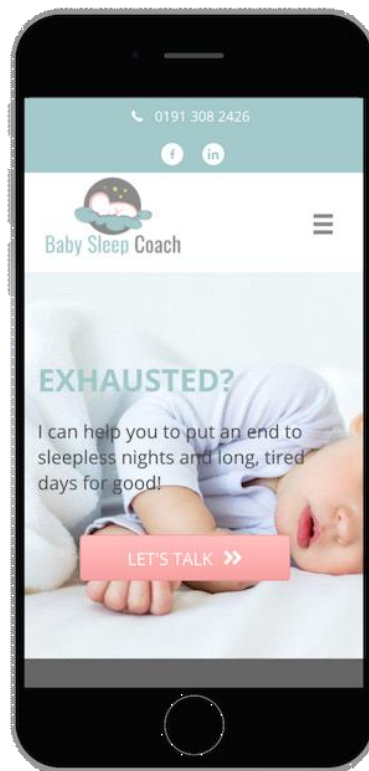 0191 308 2426
Baby Sleep Coach
EXHAUSTED?
I can help you to put an end to
sleepless nights and long, tired
days for good!
LET'S TALK